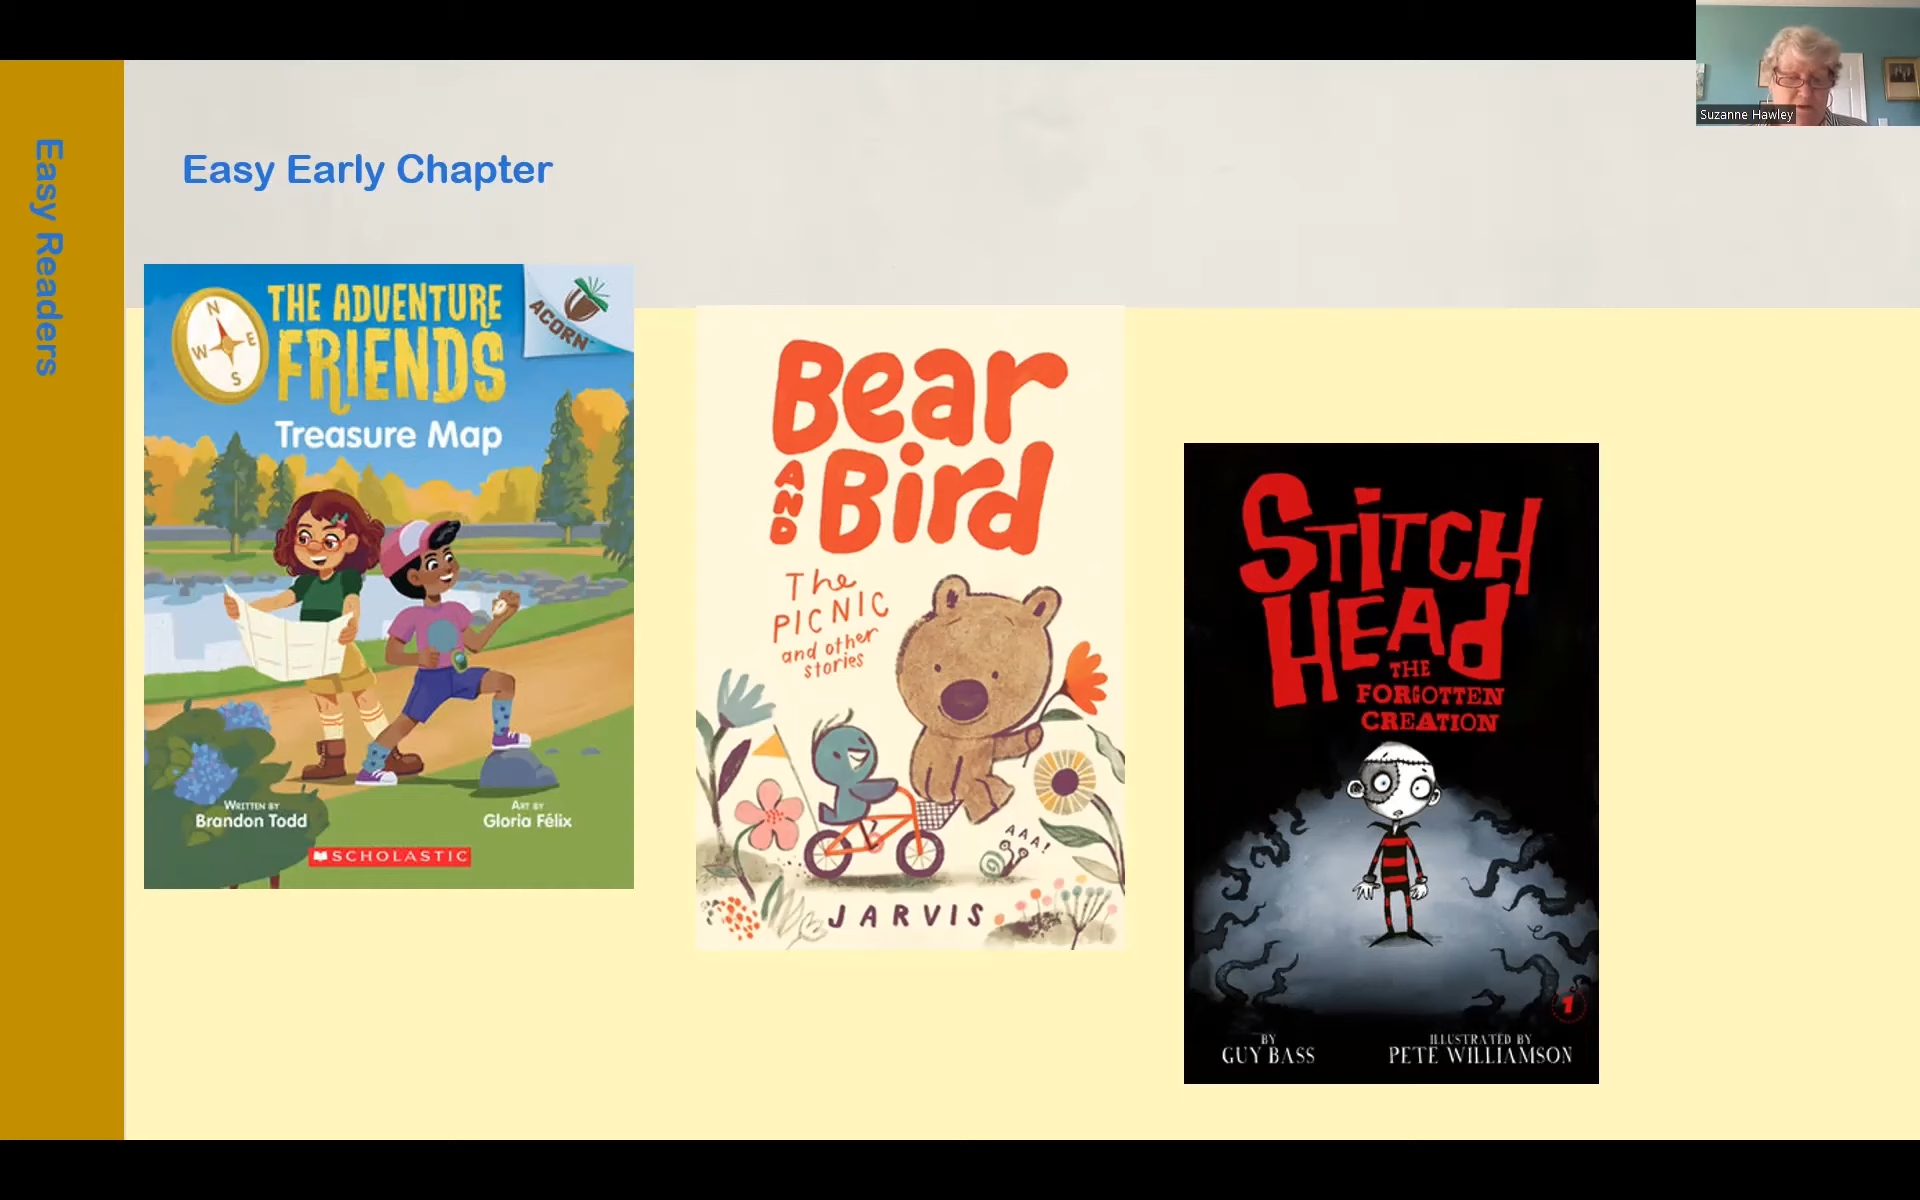 Suzanne Hawley
Easy Readers
Easy Early Chapter
THE ADVENTURE
FRIENDS
Treasure Map
N
W E
S
ACORN
WRITTEN BY
Brandon Todd
ART BY
Gloria Félix
SCHOLASTIC
Bear
AND
Bird
The
PICNIC
and other
stories
AAA!
JARVIS
STITCH
HEAD
THE
FORGOTTEN
CREATION
1
BY
GUY BASS
ILLUSTRATED BY
PETE WILLIAMSON